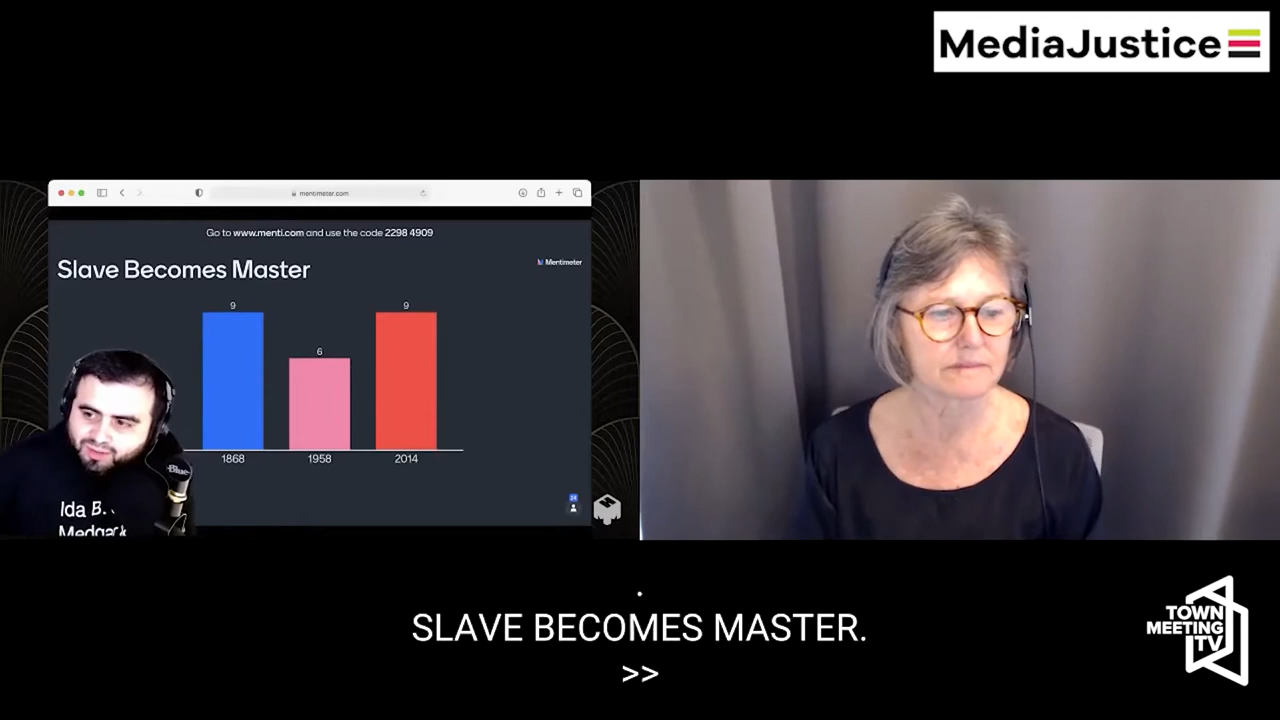 MediaJustice
mentimeter.com
Go to www.menti.com and use the code 2298 4909
Slave Becomes Master
Mentimeter
9
6
9
1868
1958
2014
Blue
Ida B.
.
SLAVE BECOMES MASTER.
>>
TOWN
MEETING
TV